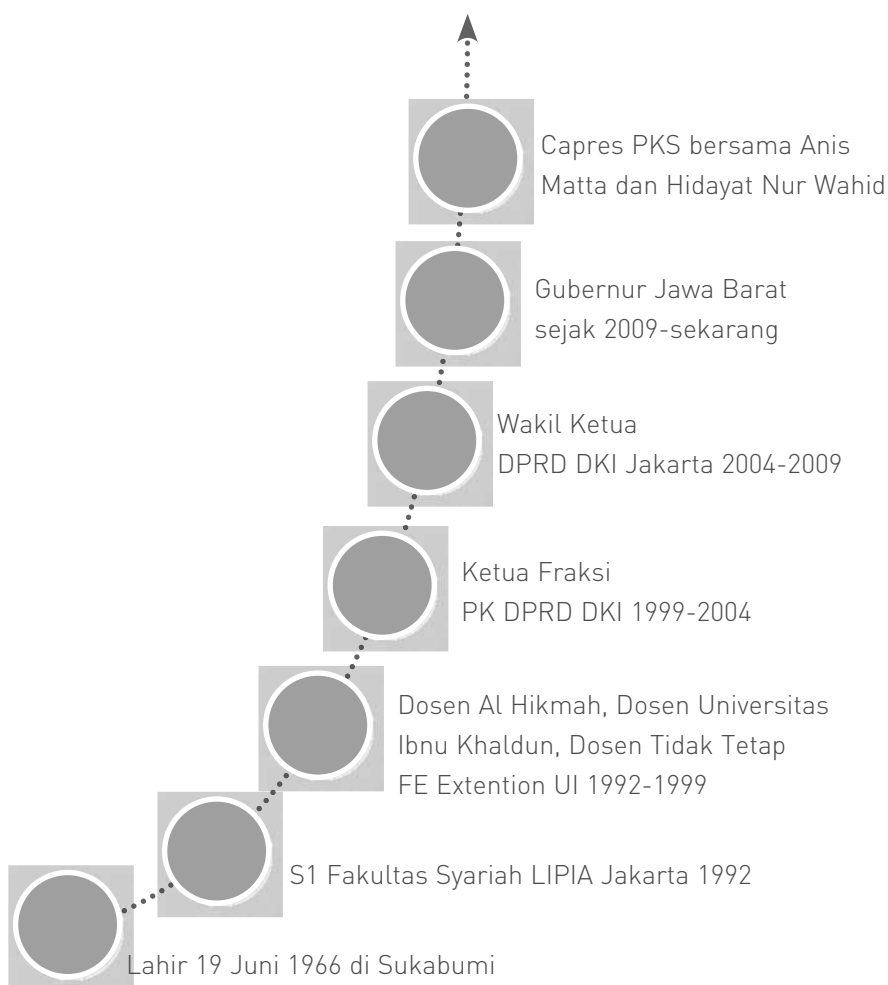 Capres PKS bersama Anis
Matta dan Hidayat Nur Wahid
Gubernur Jawa Barat
sejak 2009-sekarang
Wakil Ketua
DPRD DKI Jakarta 2004-2009
Ketua Fraksi
PK DPRD DKI 1999-2004
Dosen Al Hikmah, Dosen Universitas
Ibnu Khaldun, Dosen Tidak Tetap
FE Extention UI 1992-1999
S1 Fakultas Syariah LIPIA Jakarta 1992
Lahir 19 Juni 1966 di Sukabumi